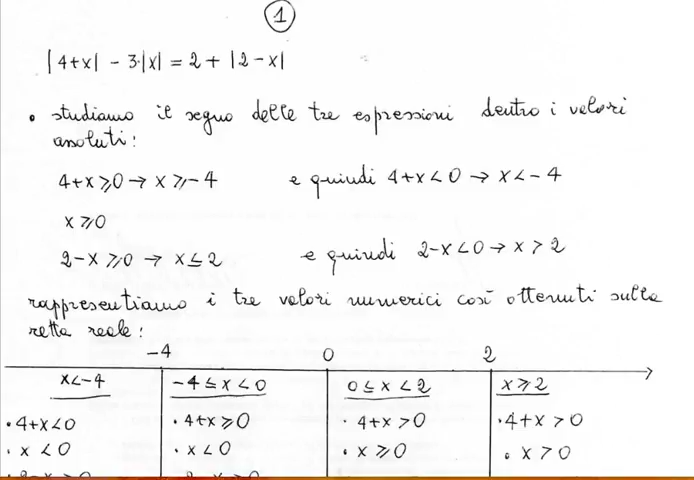 1
|4+x| - 3·|x| = 2 + |2-x|
• studiamo il segno delle tre espressioni dentro i valori
assoluti:
4+x ⩾ 0 → x ⩾ -4 e quindi 4+x < 0 → x < -4
x ⩾ 0
2-x ⩾ 0 → x ≤ 2 e quindi 2-x < 0 → x > 2
rappresentiamo i tre valori numerici così ottenuti sulla
retta reale:
-4 0 2
x < -4 -4 ≤ x < 0 0 ≤ x < 2 x ⩾ 2
• 4+x < 0 • 4+x ⩾ 0 • 4+x > 0 • 4+x > 0
• x < 0 • x < 0 • x ⩾ 0 • x > 0